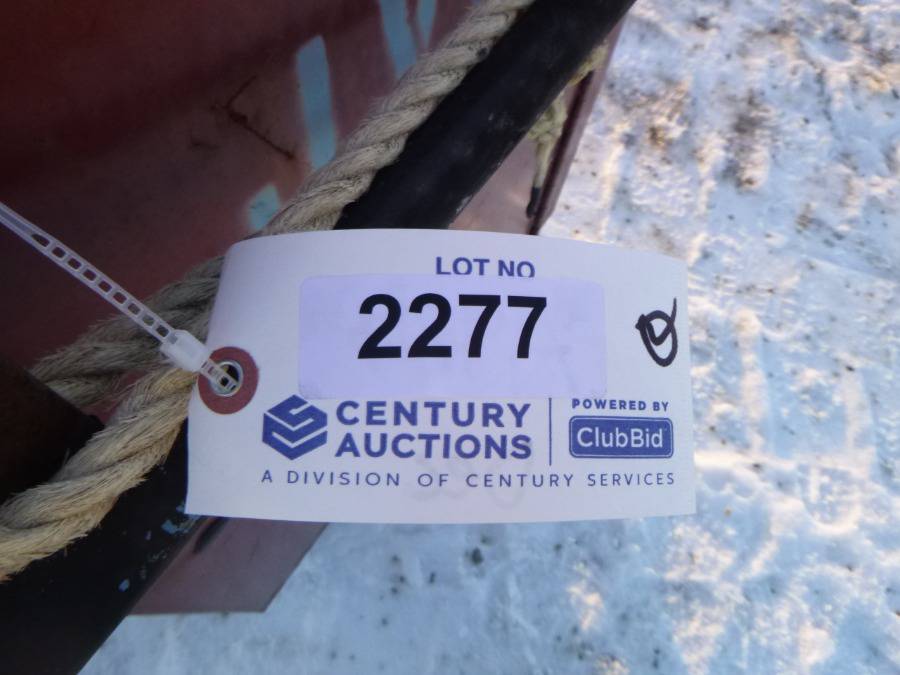 LOT NO
2277
CENTURY
AUCTIONS
POWERED BY
ClubBid
A DIVISION OF CENTURY SERVICES